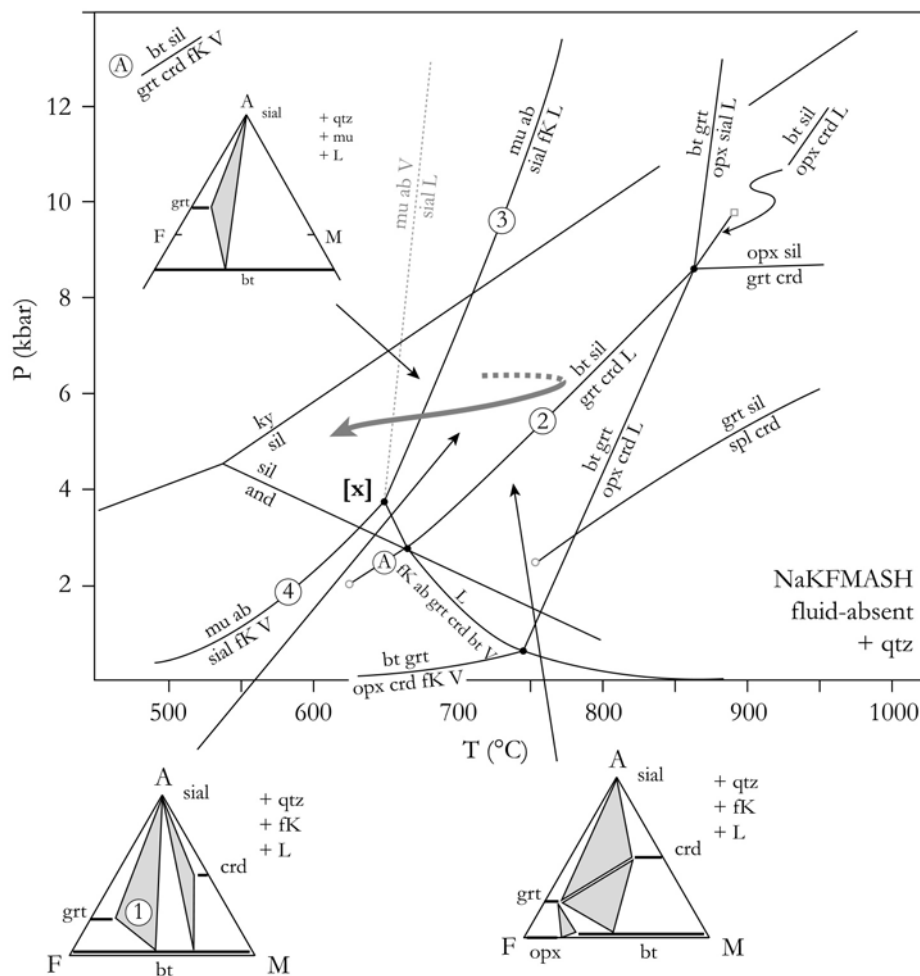 A
bt sil
grt crd fK V
A
sial
+ qtz
+ mu
+ L
grt
F
M
bt
mu ab V
sial L
mu ab
sial fK L
3
bt grt
opx sial L
bt sil
opx crd L
opx sil
grt crd
bt sil
grt crd L
2
bt grt
opx crd L
grt sil
spl crd
ky
sil
sil
and
[x]
A
L
fK ab grt crd bt V
4
mu ab
sial fK V
bt grt
opx crd fK V
NaKFMASH
fluid-absent
+ qtz
P (kbar)
12
10
8
6
4
2
500
600
700
800
900
1000
T (°C)
A
sial
+ qtz
+ fK
+ L
crd
grt
1
F
M
bt
A
sial
+ qtz
+ fK
+ L
crd
grt
F
opx
bt
M